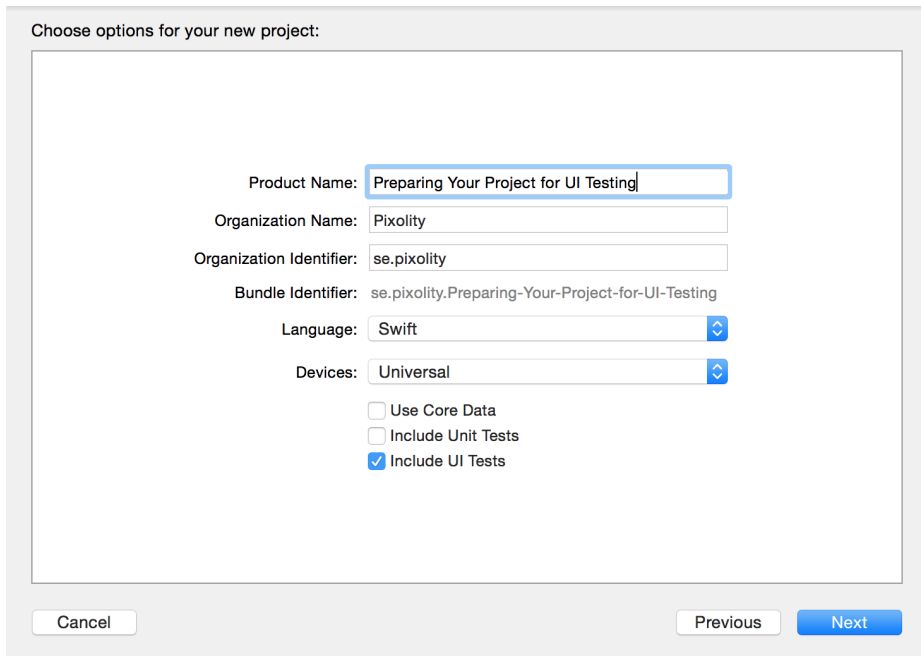 Choose options for your new project:
Product Name: Preparing Your Project for UI Testing
Organization Name: Pixolity
Organization Identifier: se.pixolity
Bundle Identifier: se.pixolity.Preparing-Your-Project-for-UI-Testing
Language: Swift
Devices: Universal
Use Core Data
Include Unit Tests
Include UI Tests
Cancel Previous Next